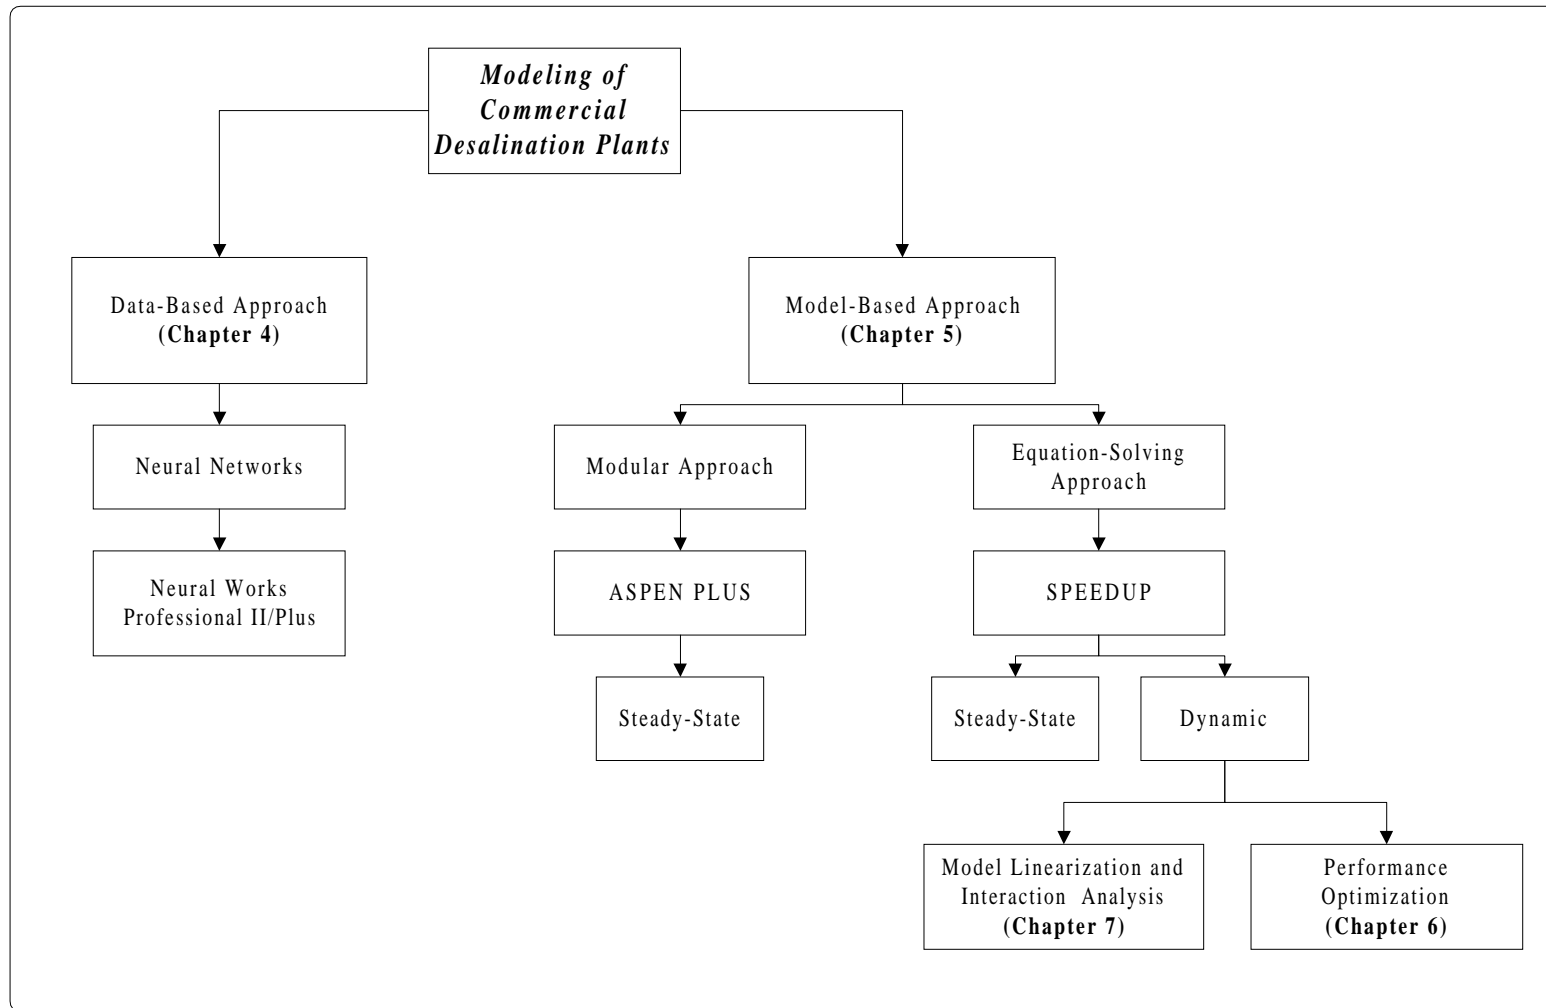 Modeling of
Commercial
Desalination Plants
Data-Based Approach
(Chapter 4)
Model-Based Approach
(Chapter 5)
Neural Networks
Modular Approach
Equation-Solving
Approach
Neural Works
Professional II/Plus
ASPEN PLUS
SPEEDUP
Steady-State
Steady-State
Dynamic
Model Linearization and
Interaction Analysis
(Chapter 7)
Performance
Optimization
(Chapter 6)